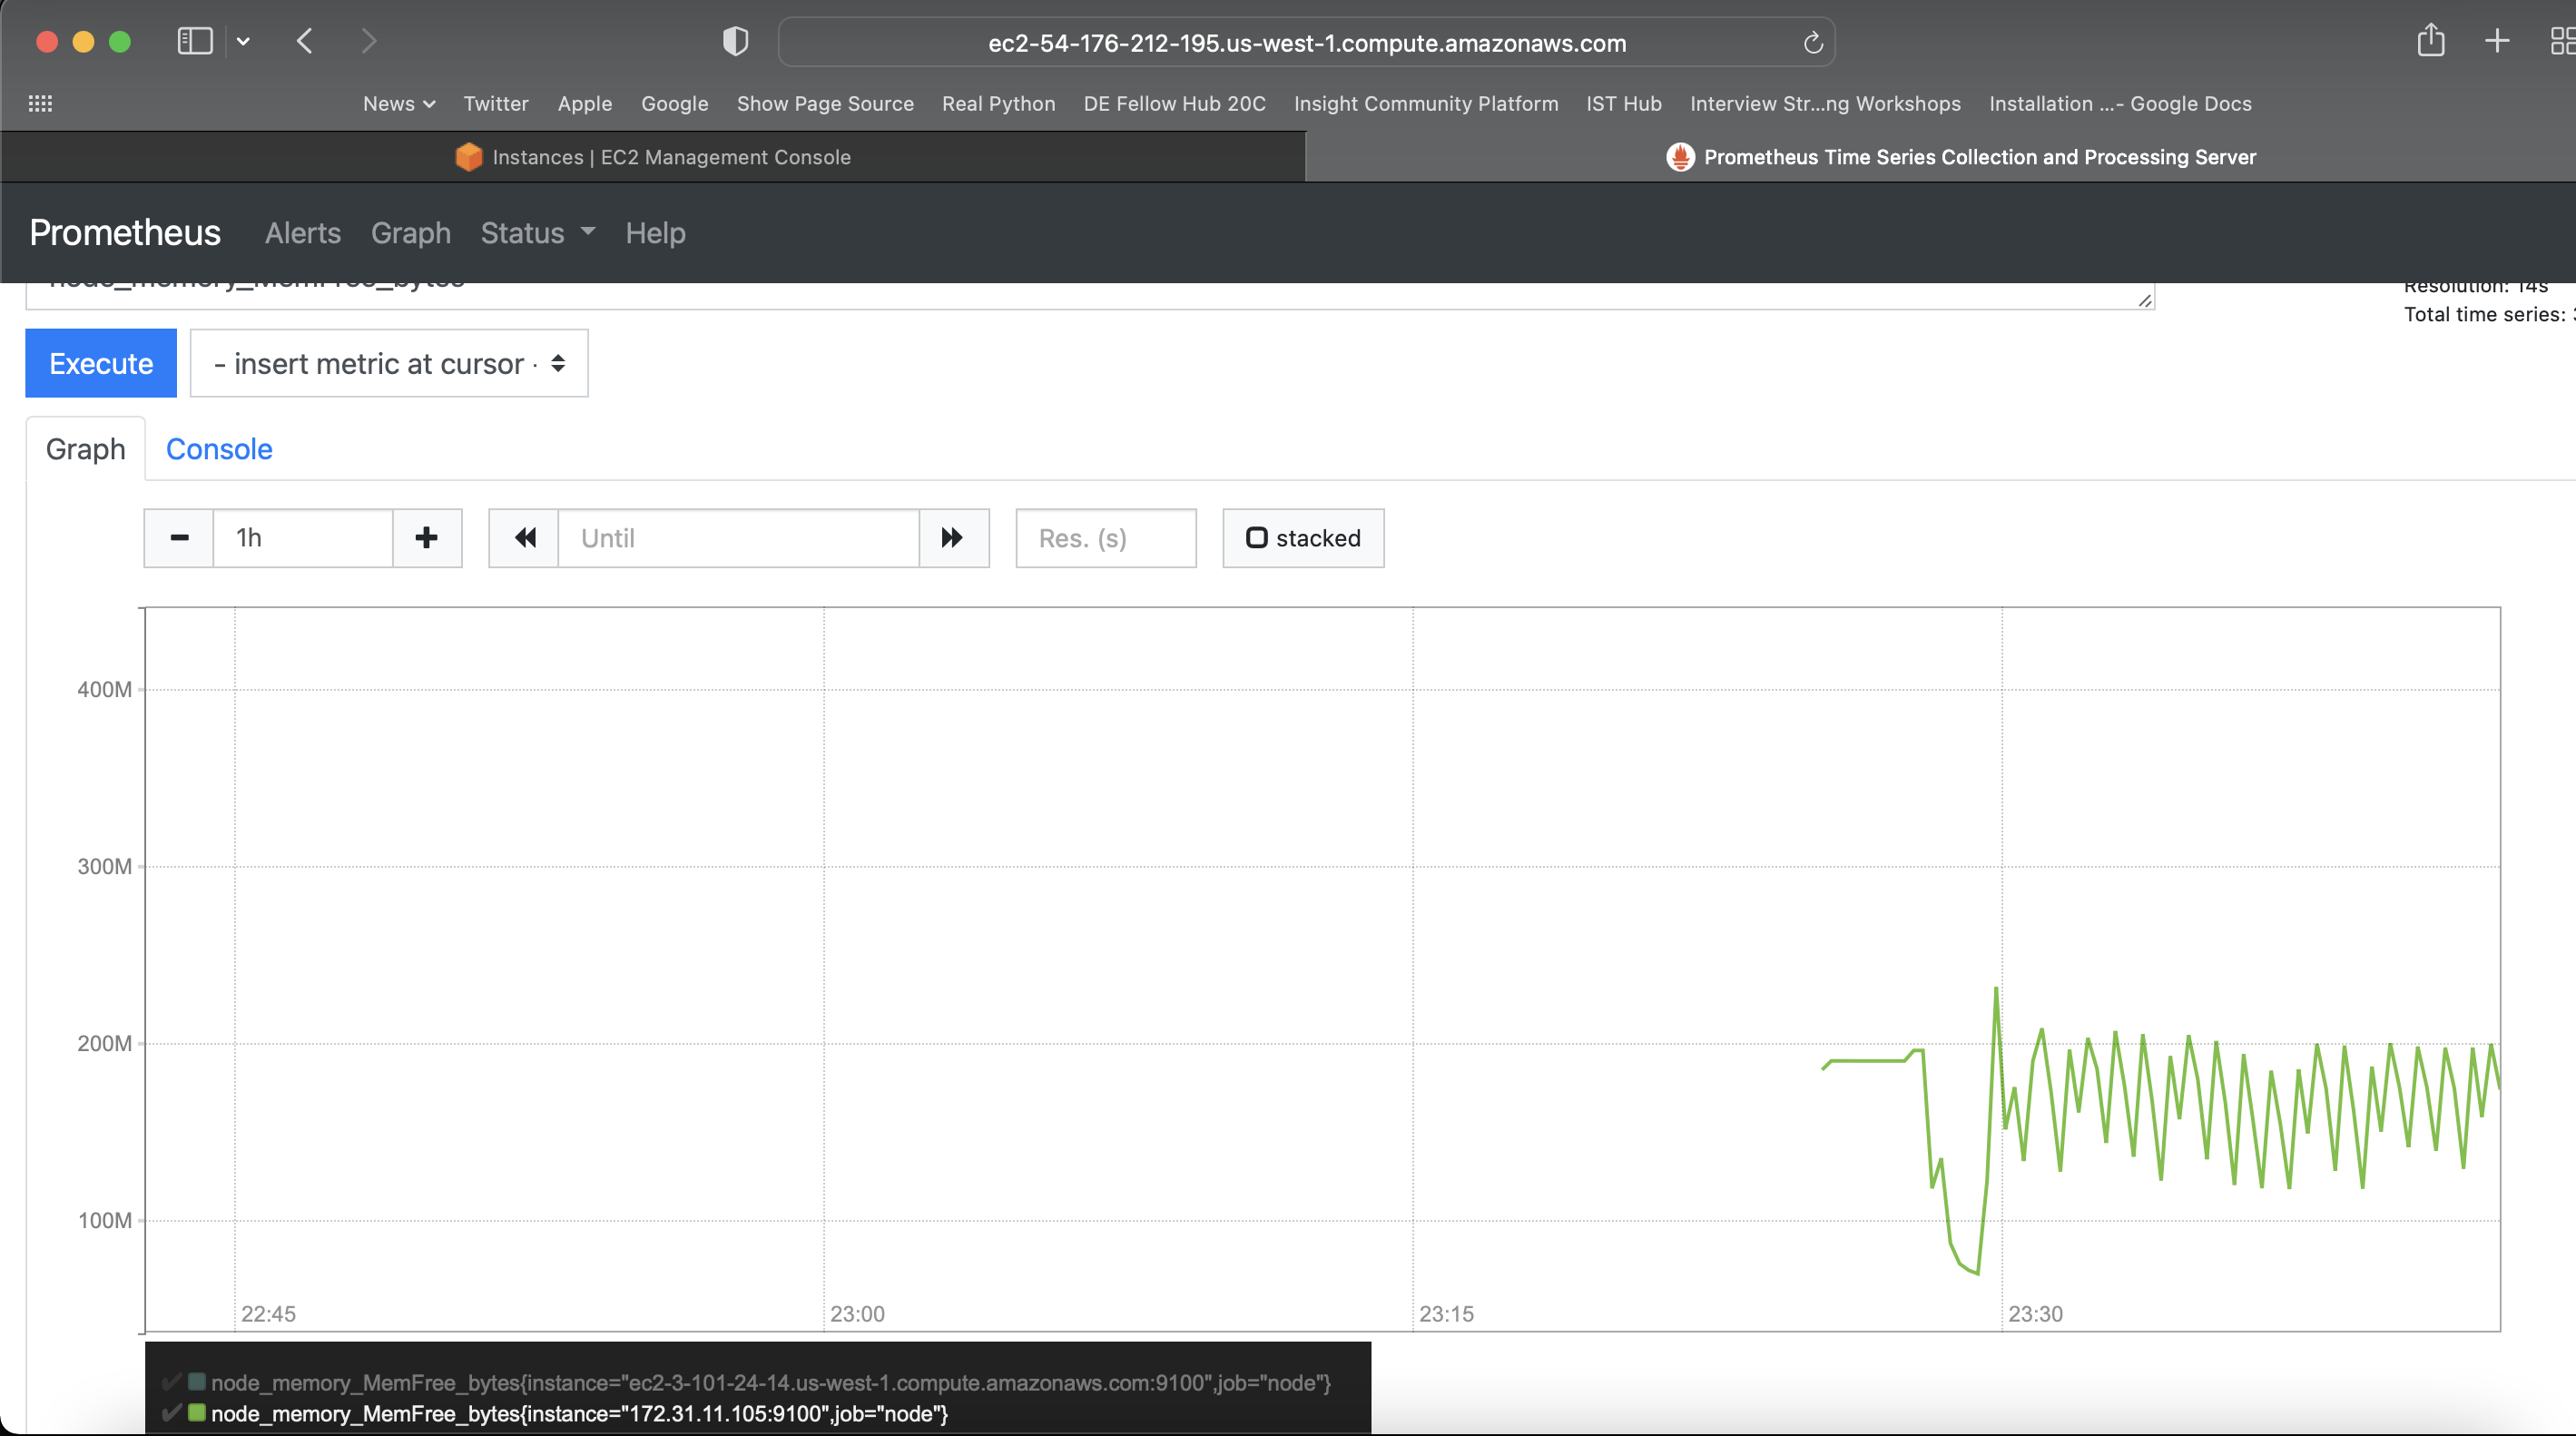 ec2-54-176-212-195.us-west-1.compute.amazonaws.com
News Twitter Apple Google Show Page Source Real Python DE Fellow Hub 20C Insight Community Platform IST Hub Interview Str...ng Workshops Installation ...- Google Docs
Instances | EC2 Management Console
Prometheus Time Series Collection and Processing Server
Prometheus Alerts Graph Status Help
node_memory_MemFree_bytes
Resolution: 14s
Total time series:
Execute
- insert metric at cursor -
Graph Console
1h Until Res. (s) stacked
400M
300M
200M
100M
22:45 23:00 23:15 23:30
node_memory_MemFree_bytes{instance="ec2-3-101-24-14.us-west-1.compute.amazonaws.com:9100",job="node"}
node_memory_MemFree_bytes{instance="172.31.11.105:9100",job="node"}